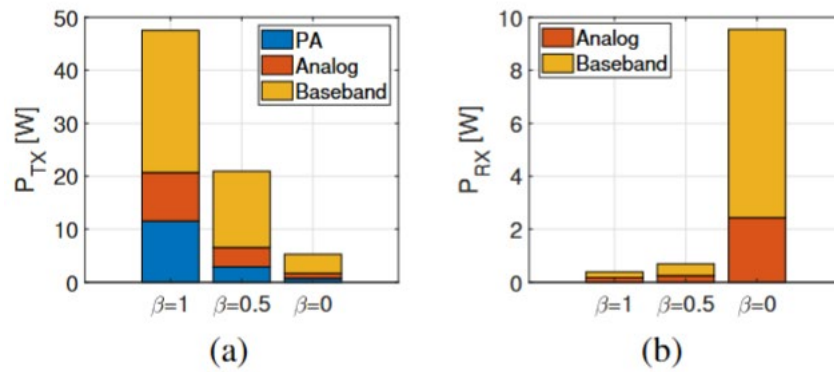 50
40
30
20
10
0
P_TX [W]
PA
Analog
Baseband
β=1
β=0.5
β=0
(a)
10
8
6
4
2
0
P_RX [W]
Analog
Baseband
β=1
β=0.5
β=0
(b)